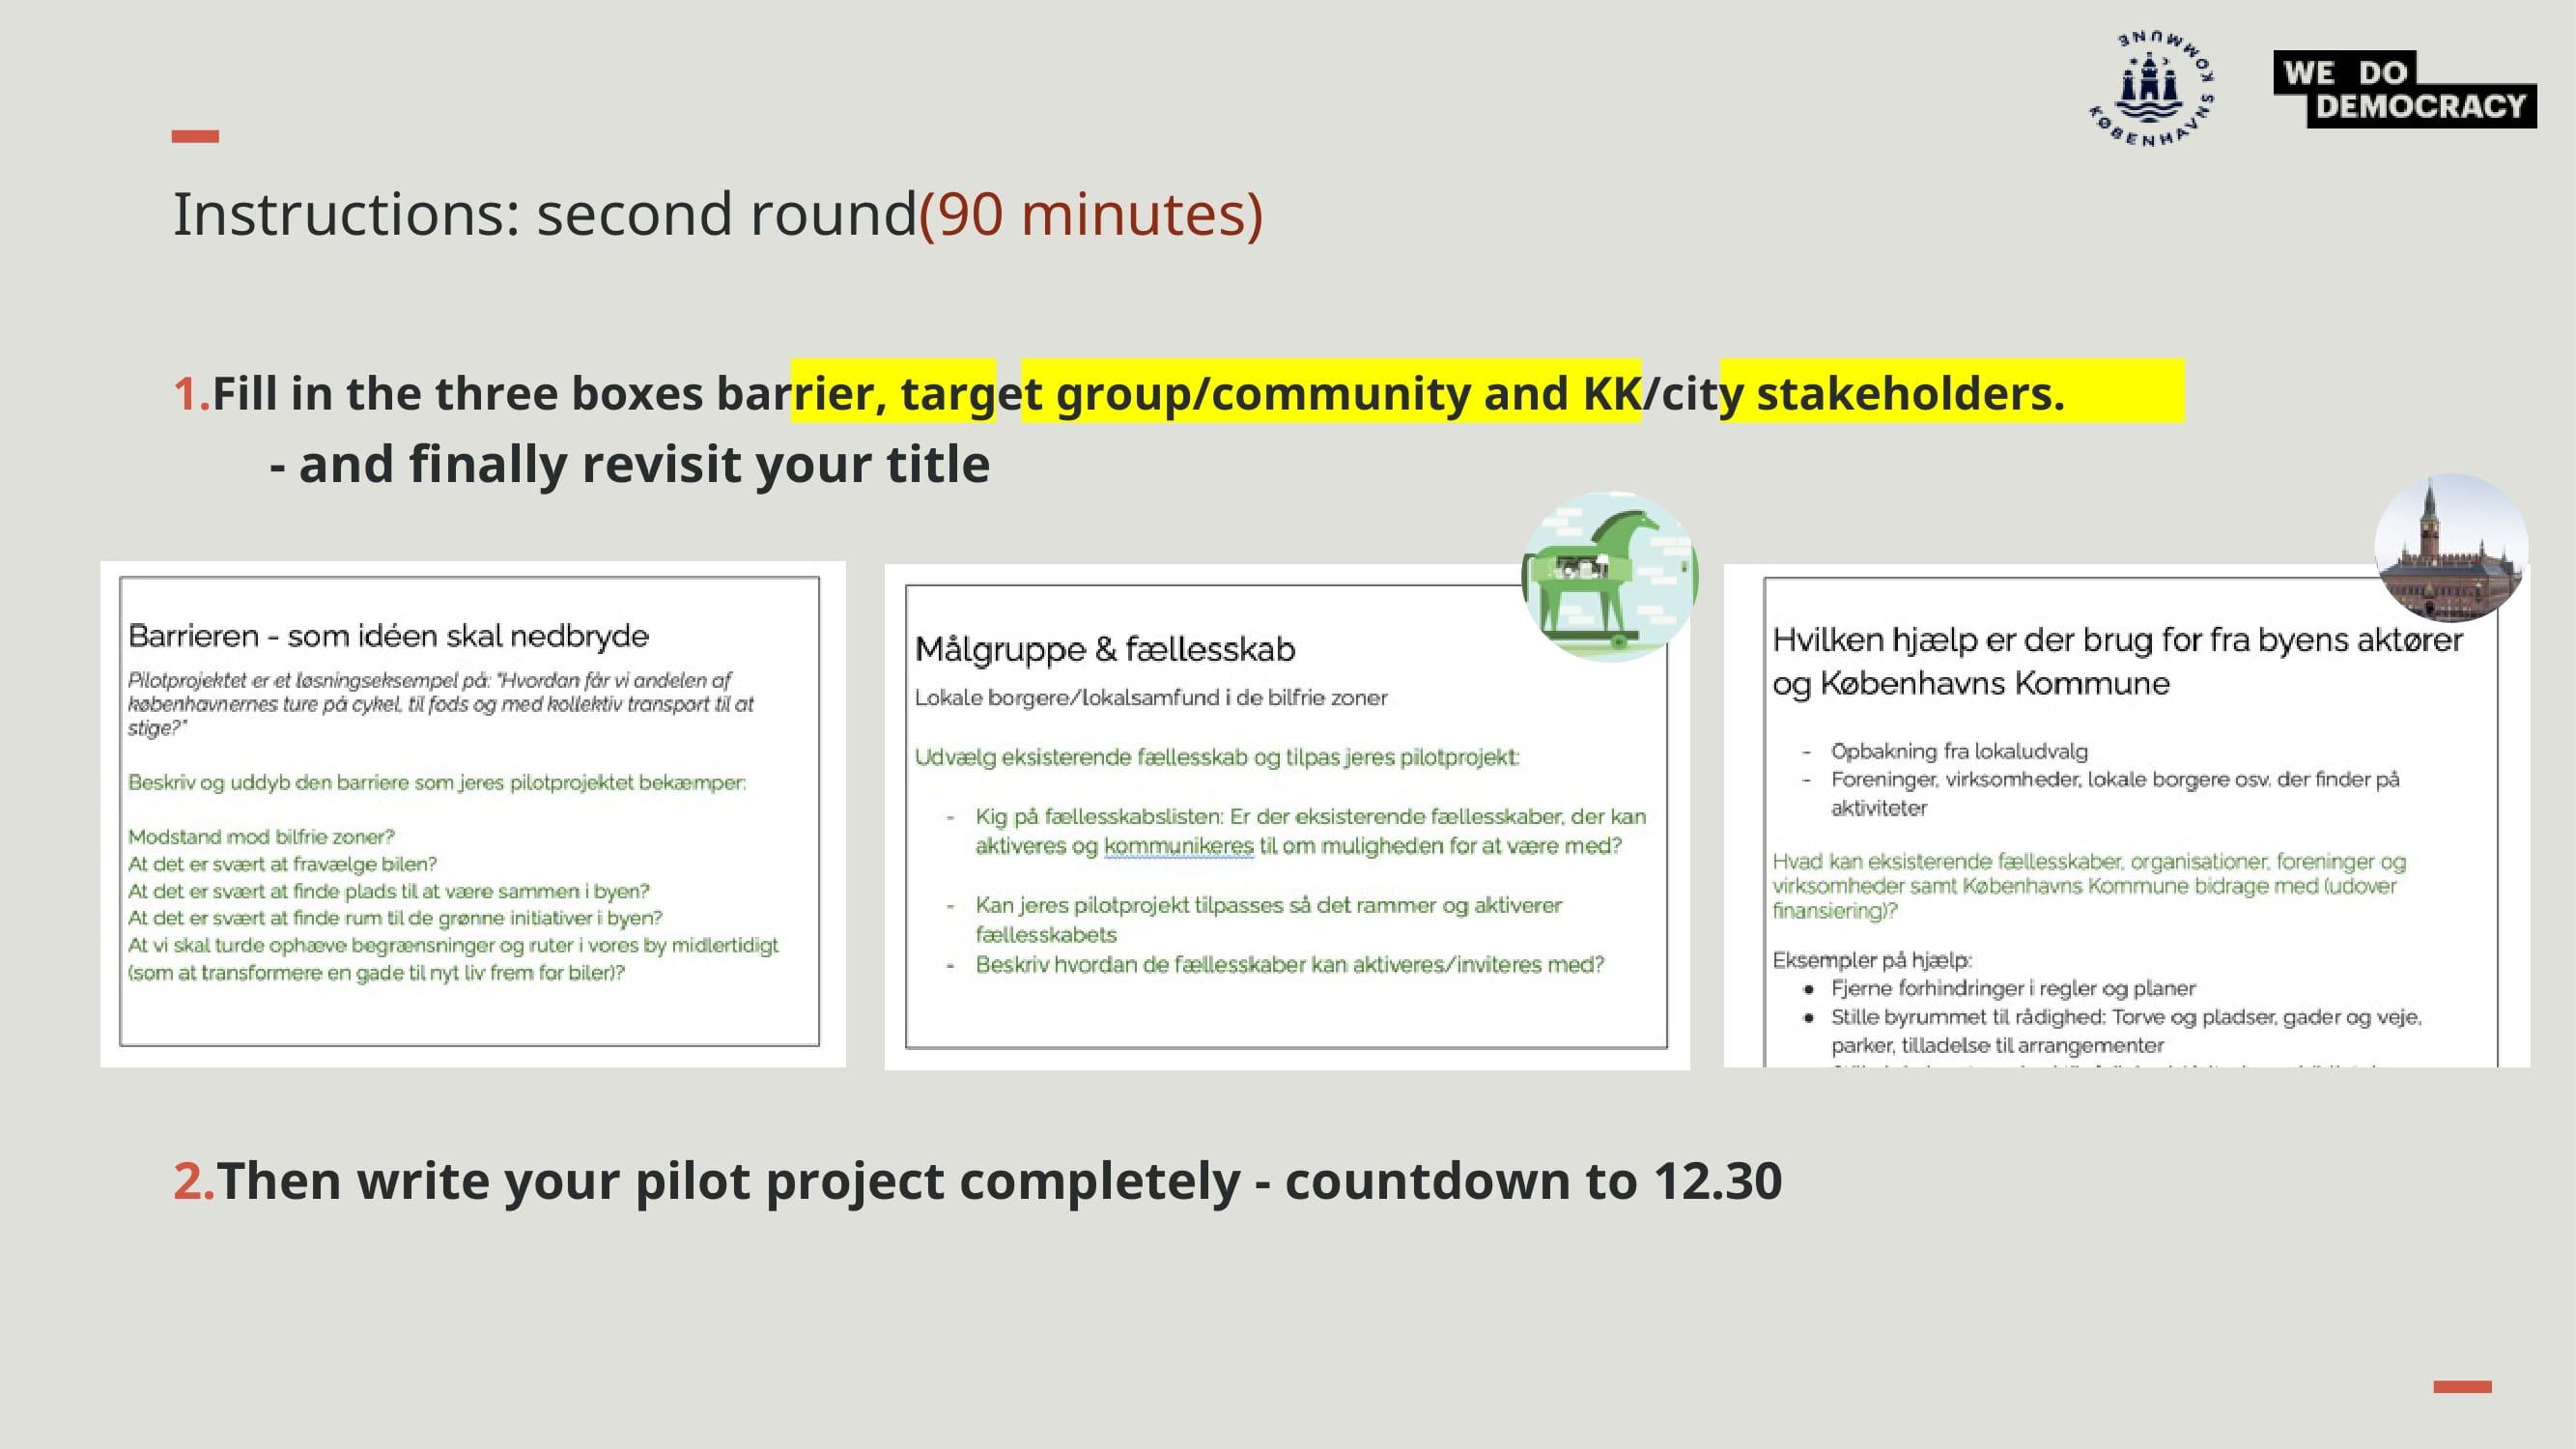 KØBENHAVNS KOMMUNE
WE DO
DEMOCRACY
Instructions: second round(90 minutes)
1.Fill in the three boxes barrier, target group/community and KK/city stakeholders.
- and finally revisit your title
Barrieren - som idéen skal nedbryde
Pilotprojektet er et løsningseksempel på: "Hvordan får vi andelen af
københavnernes ture på cykel, til fods og med kollektiv transport til at
stige?"
Beskriv og uddyb den barriere som jeres pilotprojektet bekæmper:
Modstand mod bilfrie zoner?
At det er svært at fravælge bilen?
At det er svært at finde plads til at være sammen i byen?
At det er svært at finde rum til de grønne initiativer i byen?
At vi skal turde ophæve begrænsninger og ruter i vores by midlertidigt
(som at transformere en gade til nyt liv frem for biler)?
Målgruppe & fællesskab
Lokale borgere/lokalsamfund i de bilfrie zoner
Udvælg eksisterende fællesskab og tilpas jeres pilotprojekt:
- Kig på fællesskabslisten: Er der eksisterende fællesskaber, der kan
aktiveres og kommunikeres til om muligheden for at være med?
- Kan jeres pilotprojekt tilpasses så det rammer og aktiverer
fællesskabets
- Beskriv hvordan de fællesskaber kan aktiveres/inviteres med?
Hvilken hjælp er der brug for fra byens aktører
og Københavns Kommune
- Opbakning fra lokaludvalg
- Foreninger, virksomheder, lokale borgere osv. der finder på
aktiviteter
Hvad kan eksisterende fællesskaber, organisationer, foreninger og
virksomheder samt Københavns Kommune bidrage med (udover
finansiering)?
Eksempler på hjælp:
● Fjerne forhindringer i regler og planer
● Stille byrummet til rådighed: Torve og pladser, gader og veje,
parker, tilladelse til arrangementer
2.Then write your pilot project completely - countdown to 12.30